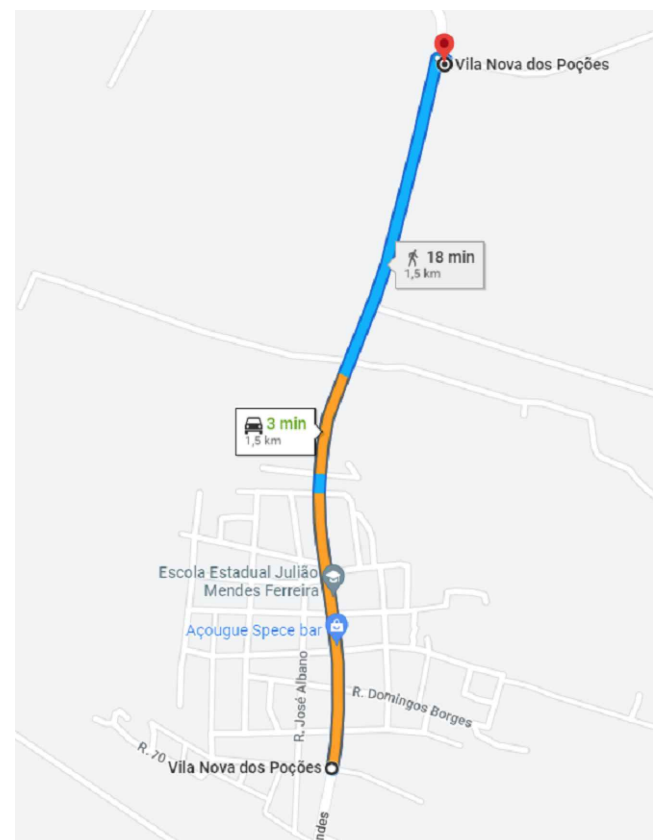 Vila Nova dos Poções
18 min
1,5 km
3 min
1,5 km
Escola Estadual Julião
Mendes Ferreira
Açougue Spece bar
R. José Albano
R. Domingos Borges
R. 70
Vila Nova dos Poções
ndes